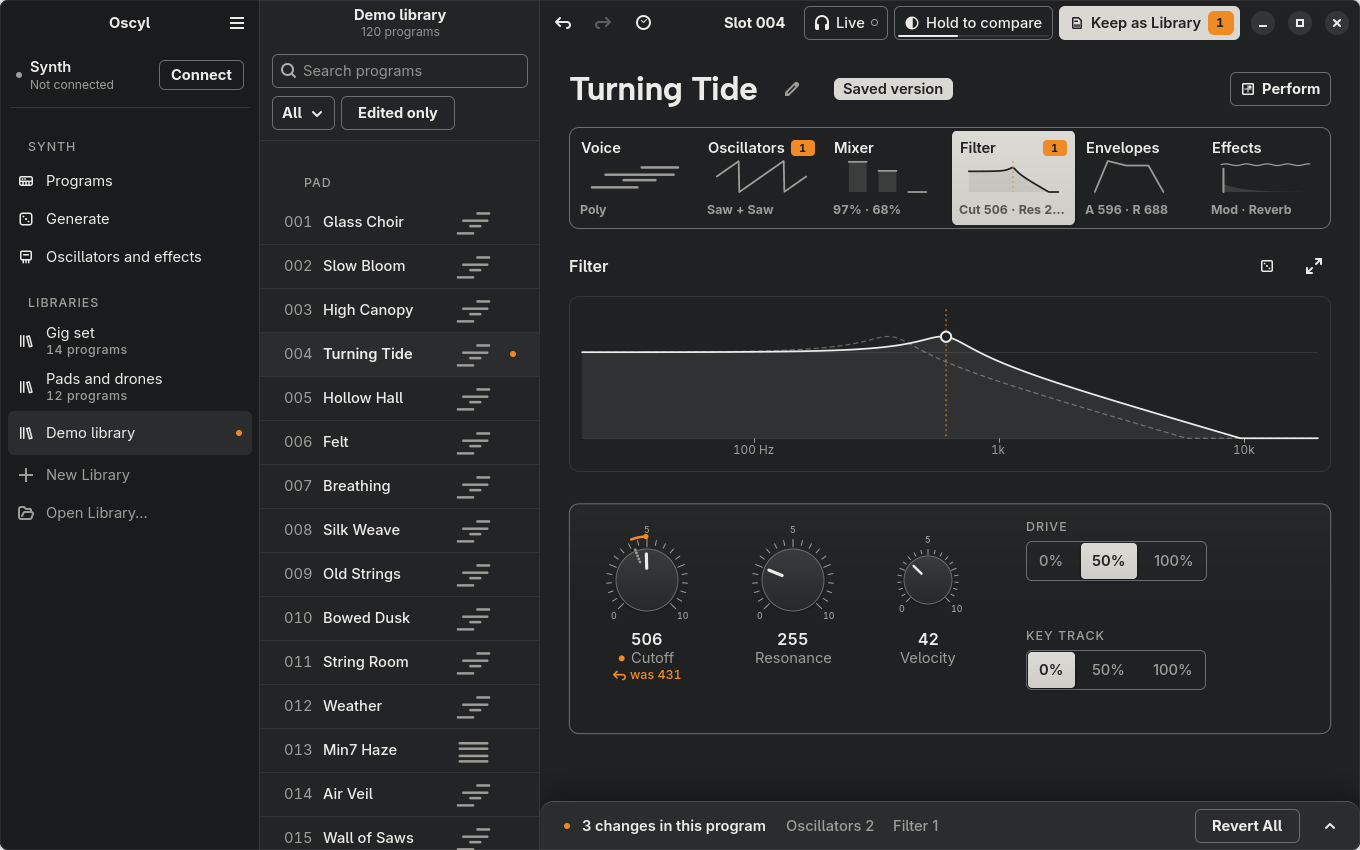 Oscyl
Synth
Not connected
Connect
SYNTH
Programs
Generate
Oscillators and effects
LIBRARIES
Gig set
14 programs
Pads and drones
12 programs
Demo library
New Library
Open Library...
Demo library
120 programs
Search programs
All
Edited only
PAD
001 Glass Choir
002 Slow Bloom
003 High Canopy
004 Turning Tide
005 Hollow Hall
006 Felt
007 Breathing
008 Silk Weave
009 Old Strings
010 Bowed Dusk
011 String Room
012 Weather
013 Min7 Haze
014 Air Veil
015 Wall of Saws
Slot 004
Live
Hold to compare
Keep as Library 1
Turning Tide
Saved version
Perform
Voice
Poly
Oscillators 1
Saw + Saw
Mixer
97% · 68%
Filter 1
Cut 506 · Res 2...
Envelopes
A 596 · R 688
Effects
Mod · Reverb
Filter
100 Hz 1k 10k
5
0 10
506
Cutoff
was 431
5
0 10
255
Resonance
5
0 10
42
Velocity
DRIVE
0% 50% 100%
KEY TRACK
0% 50% 100%
3 changes in this program Oscillators 2 Filter 1
Revert All